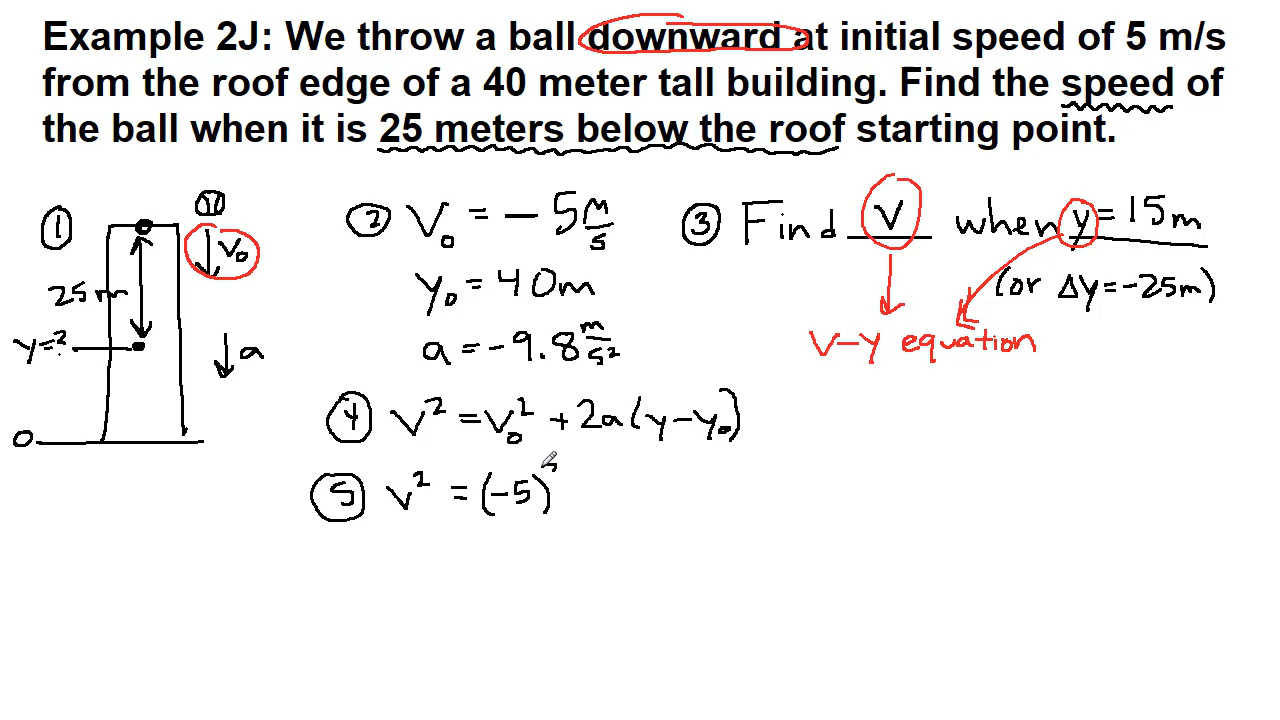 Example 2J: We throw a ball downward at initial speed of 5 m/s
from the roof edge of a 40 meter tall building. Find the speed of
the ball when it is 25 meters below the roof starting point.
①
V₀
25 m
y=?
a
0
② V₀ = -5 m/s
y₀ = 40m
a = -9.8 m/s²
③ Find V when y = 15m
(or Δy = -25m)
V-y equation
④ V² = V₀² + 2a(y-y₀)
⑤ V² = (-5)